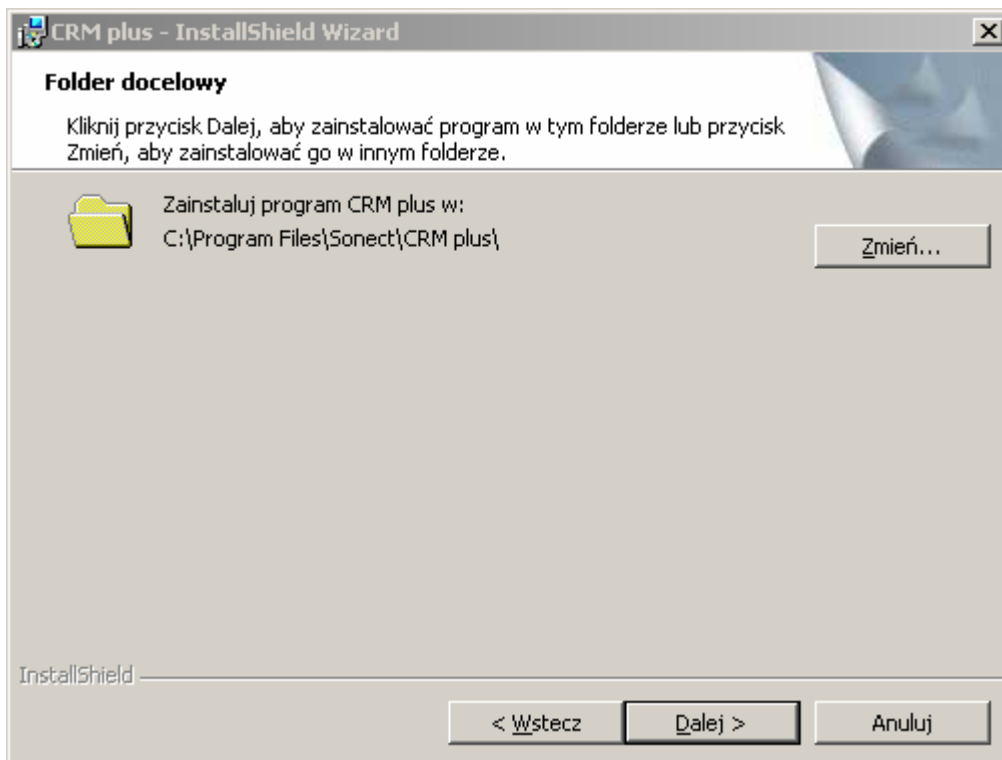 CRM plus - InstallShield Wizard
Folder docelowy
Kliknij przycisk Dalej, aby zainstalować program w tym folderze lub przycisk
Zmień, aby zainstalować go w innym folderze.
Zainstaluj program CRM plus w:
C:\Program Files\Sonect\CRM plus\
Zmień...
InstallShield
< Wstecz
Dalej >
Anuluj